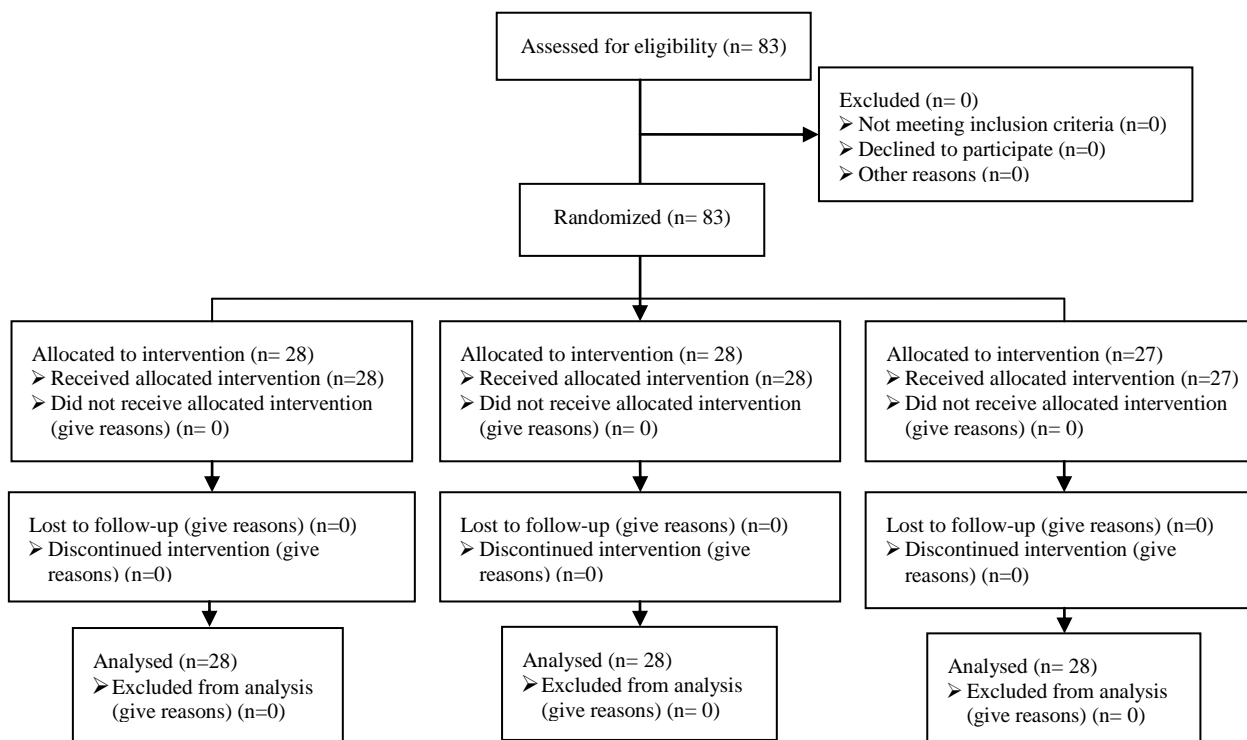 Assessed for eligibility (n= 83)
Excluded (n= 0)
➢ Not meeting inclusion criteria (n=0)
➢ Declined to participate (n=0)
➢ Other reasons (n=0)
Randomized (n= 83)
Allocated to intervention (n= 28)
➢ Received allocated intervention (n=28)
➢ Did not receive allocated intervention
(give reasons) (n= 0)
Allocated to intervention (n= 28)
➢ Received allocated intervention (n=28)
➢ Did not receive allocated intervention
(give reasons) (n= 0)
Allocated to intervention (n=27)
➢ Received allocated intervention (n=27)
➢ Did not receive allocated intervention
(give reasons) (n= 0)
Lost to follow-up (give reasons) (n=0)
➢ Discontinued intervention (give
reasons) (n=0)
Lost to follow-up (give reasons) (n=0)
➢ Discontinued intervention (give
reasons) (n=0)
Lost to follow-up (give reasons) (n=0)
➢ Discontinued intervention (give
reasons) (n=0)
Analysed (n=28)
➢ Excluded from analysis
(give reasons) (n=0)
Analysed (n= 28)
➢ Excluded from analysis
(give reasons) (n= 0)
Analysed (n= 28)
➢ Excluded from analysis
(give reasons) (n= 0)